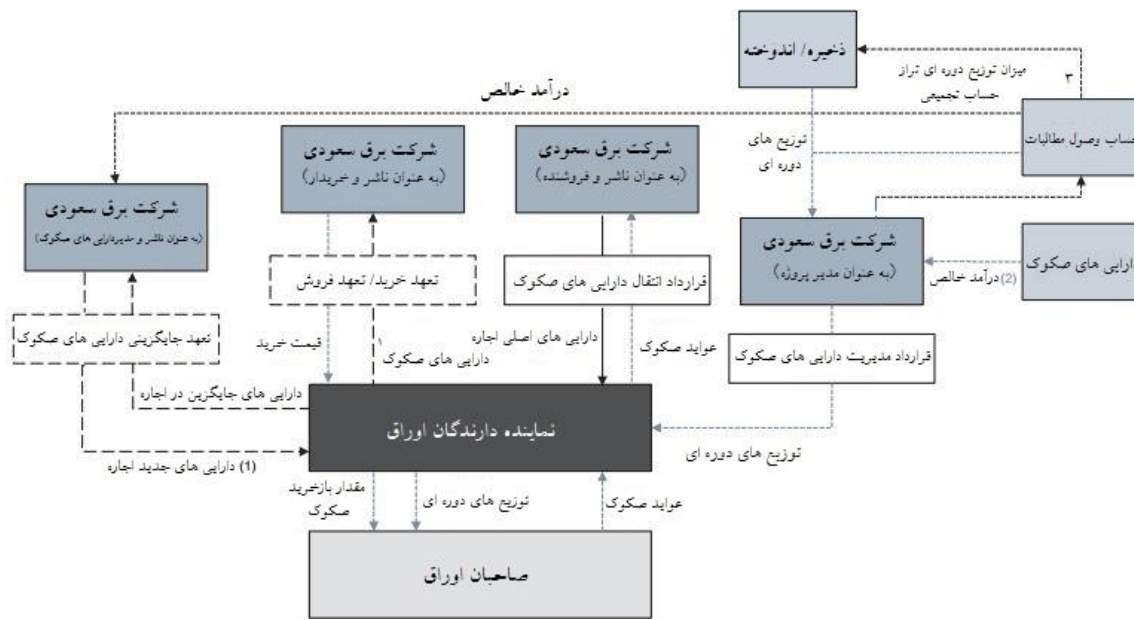 ذخیره/ اندوخته
۳
میزان توزیع دوره ای تراز
حساب تجمیعی
درآمد خالص
حساب وصول مطالبات
توزیع های
دوره ای
شرکت برق سعودی
(به عنوان ناشر و فروشنده)
شرکت برق سعودی
(به عنوان ناشر و خریدار)
شرکت برق سعودی
(به عنوان ناشر و مدیردارایی های صکوک)
شرکت برق سعودی
(به عنوان مدیر پروژه)
دارایی های صکوک
(2) درآمد خالص
قرارداد انتقال دارایی های صکوک
تعهد خرید/ تعهد فروش
تعهد جایگزینی دارایی های صکوک
قرارداد مدیریت دارایی های صکوک
عواید صکوک
دارایی های اصلی اجاره
۱
دارایی های صکوک
قیمت خرید
دارایی های جایگزین در اجاره
نماینده دارندگان اوراق
توزیع های دوره ای
(1) دارایی های جدید اجاره
عواید صکوک
توزیع های دوره ای
مقدار بازخرید
صکوک
صاحبان اوراق